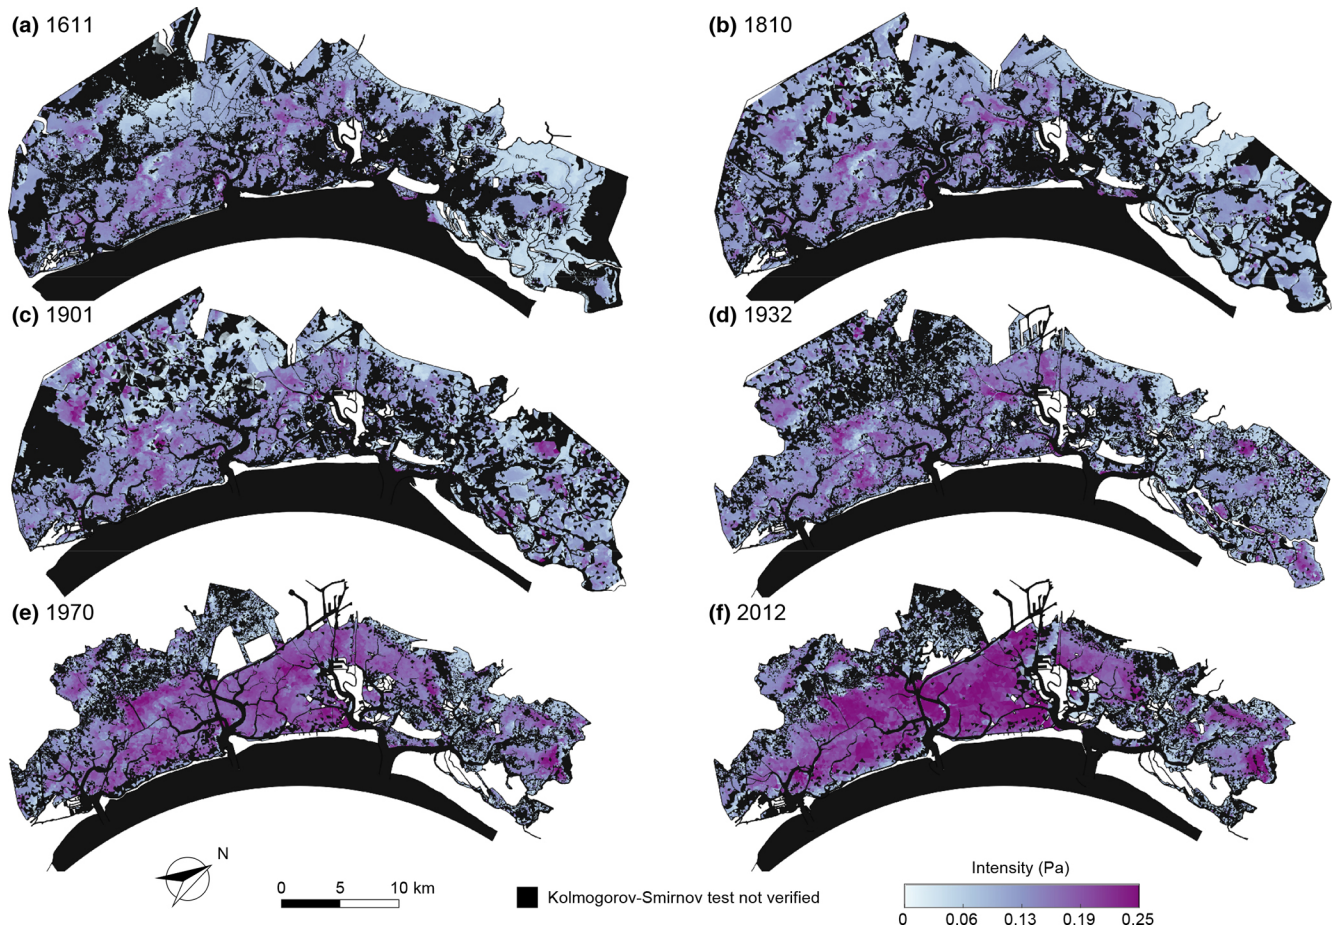 (a) 1611
(b) 1810
(c) 1901
(d) 1932
(e) 1970
(f) 2012
N
0 5 10 km
Kolmogorov-Smirnov test not verified
Intensity (Pa)
0 0.06 0.13 0.19 0.25